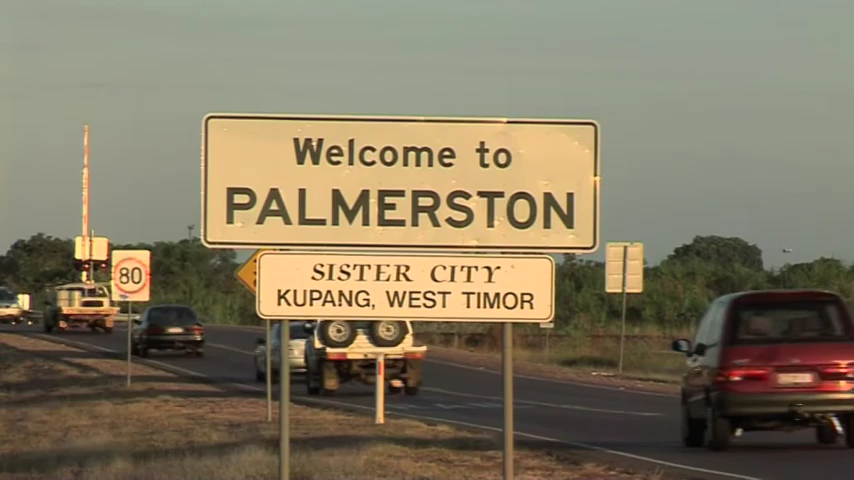 Welcome to
PALMERSTON
SISTER CITY
KUPANG, WEST TIMOR
80